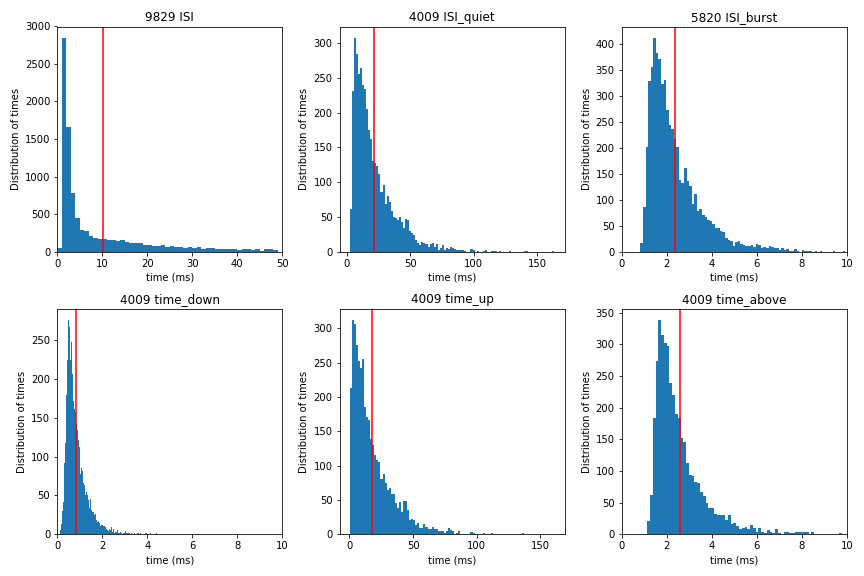 9829 ISI
4009 ISI_quiet
5820 ISI_burst
Distribution of times
3000
2500
2000
1500
1000
500
0
0 10 20 30 40 50
time (ms)
Distribution of times
300
250
200
150
100
50
0
0 50 100 150
time (ms)
Distribution of times
400
350
300
250
200
150
100
50
0
0 2 4 6 8 10
time (ms)
4009 time_down
4009 time_up
4009 time_above
Distribution of times
250
200
150
100
50
0
0 2 4 6 8 10
time (ms)
Distribution of times
300
250
200
150
100
50
0
0 50 100 150
time (ms)
Distribution of times
350
300
250
200
150
100
50
0
0 2 4 6 8 10
time (ms)